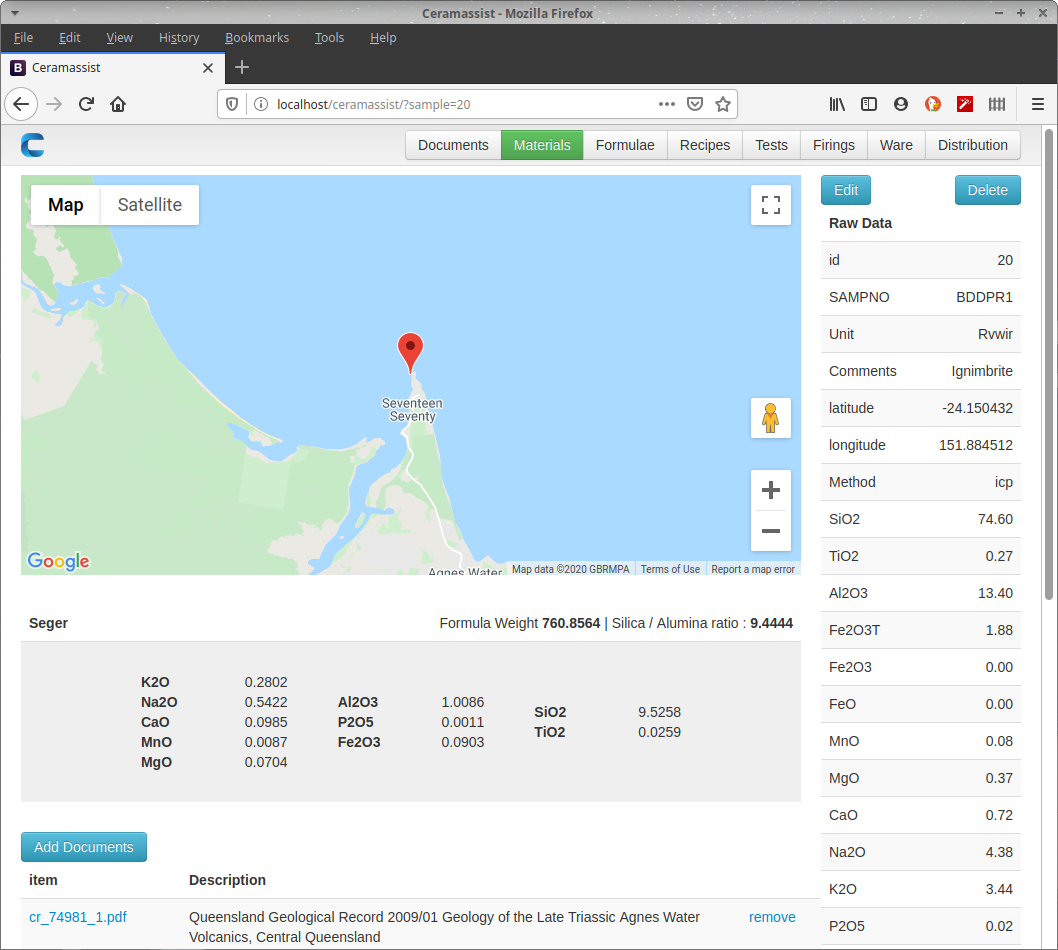 Ceramassist - Mozilla Firefox
File Edit View History Bookmarks Tools Help
B Ceramassist
localhost/ceramassist/?sample=20
Documents Materials Formulae Recipes Tests Firings Ware Distribution
Map Satellite
Seventeen
Seventy
Agnes Water
Google
Map data ©2020 GBRMPA Terms of Use Report a map error
Edit Delete
Raw Data
id 20
SAMPNO BDDPR1
Unit Rvwir
Comments Ignimbrite
latitude -24.150432
longitude 151.884512
Method icp
SiO2 74.60
TiO2 0.27
Al2O3 13.40
Fe2O3T 1.88
Fe2O3 0.00
FeO 0.00
MnO 0.08
MgO 0.37
CaO 0.72
Na2O 4.38
K2O 3.44
P2O5 0.02
Seger Formula Weight 760.8564 | Silica / Alumina ratio : 9.4444
K2O 0.2802
Na2O 0.5422
CaO 0.0985
MnO 0.0087
MgO 0.0704
Al2O3 1.0086
P2O5 0.0011
Fe2O3 0.0903
SiO2 9.5258
TiO2 0.0259
Add Documents
item Description
cr_74981_1.pdf Queensland Geological Record 2009/01 Geology of the Late Triassic Agnes Water remove
Volcanics, Central Queensland